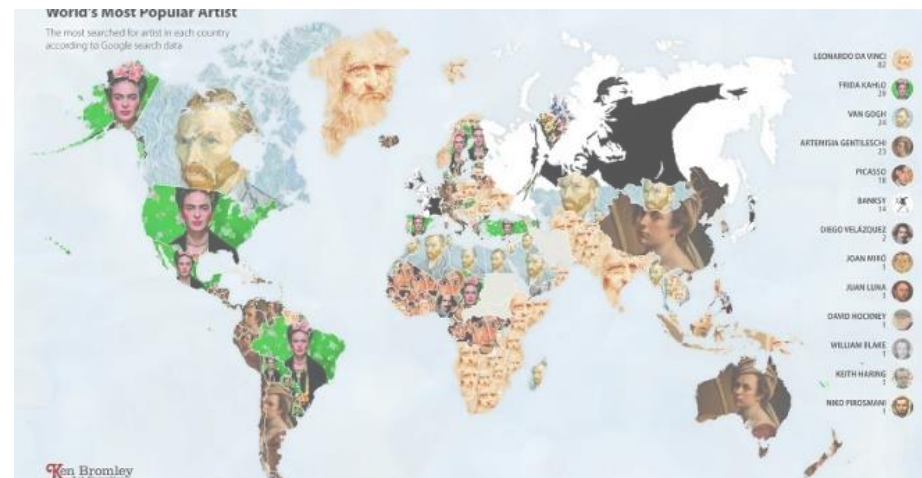 World's Most Popular Artist
The most searched for artist in each country
according to Google search data
LEONARDO DA VINCI
82
FRIDA KAHLO
29
VAN GOGH
24
ARTEMISIA GENTILESCHI
23
PICASSO
18
BANKSY
14
DIEGO VELÁZQUEZ
2
JOAN MIRÓ
1
JUAN LUNA
1
DAVID HOCKNEY
1
WILLIAM BLAKE
1
KEITH HARING
1
NIKO PIROSMANI
1
Ken Bromley